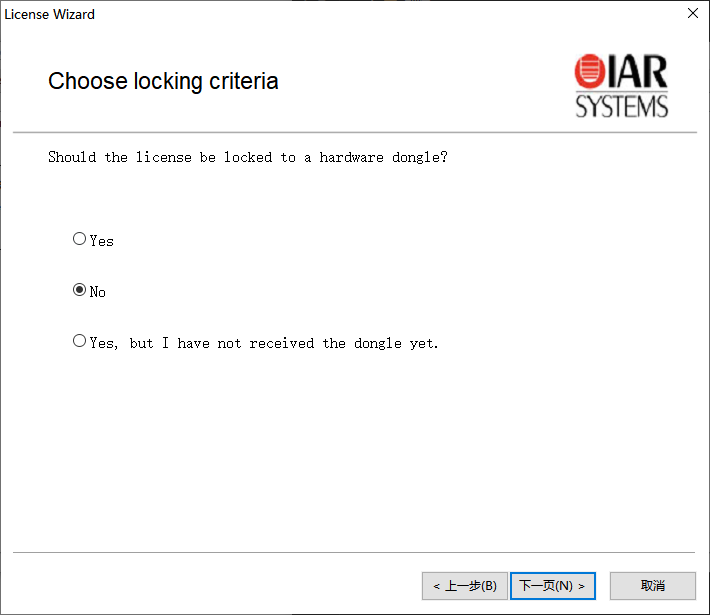 License Wizard
Choose locking criteria
IAR
SYSTEMS
Should the license be locked to a hardware dongle?
Yes
No
Yes, but I have not received the dongle yet.
< 上一步(B)
下一页(N) >
取消